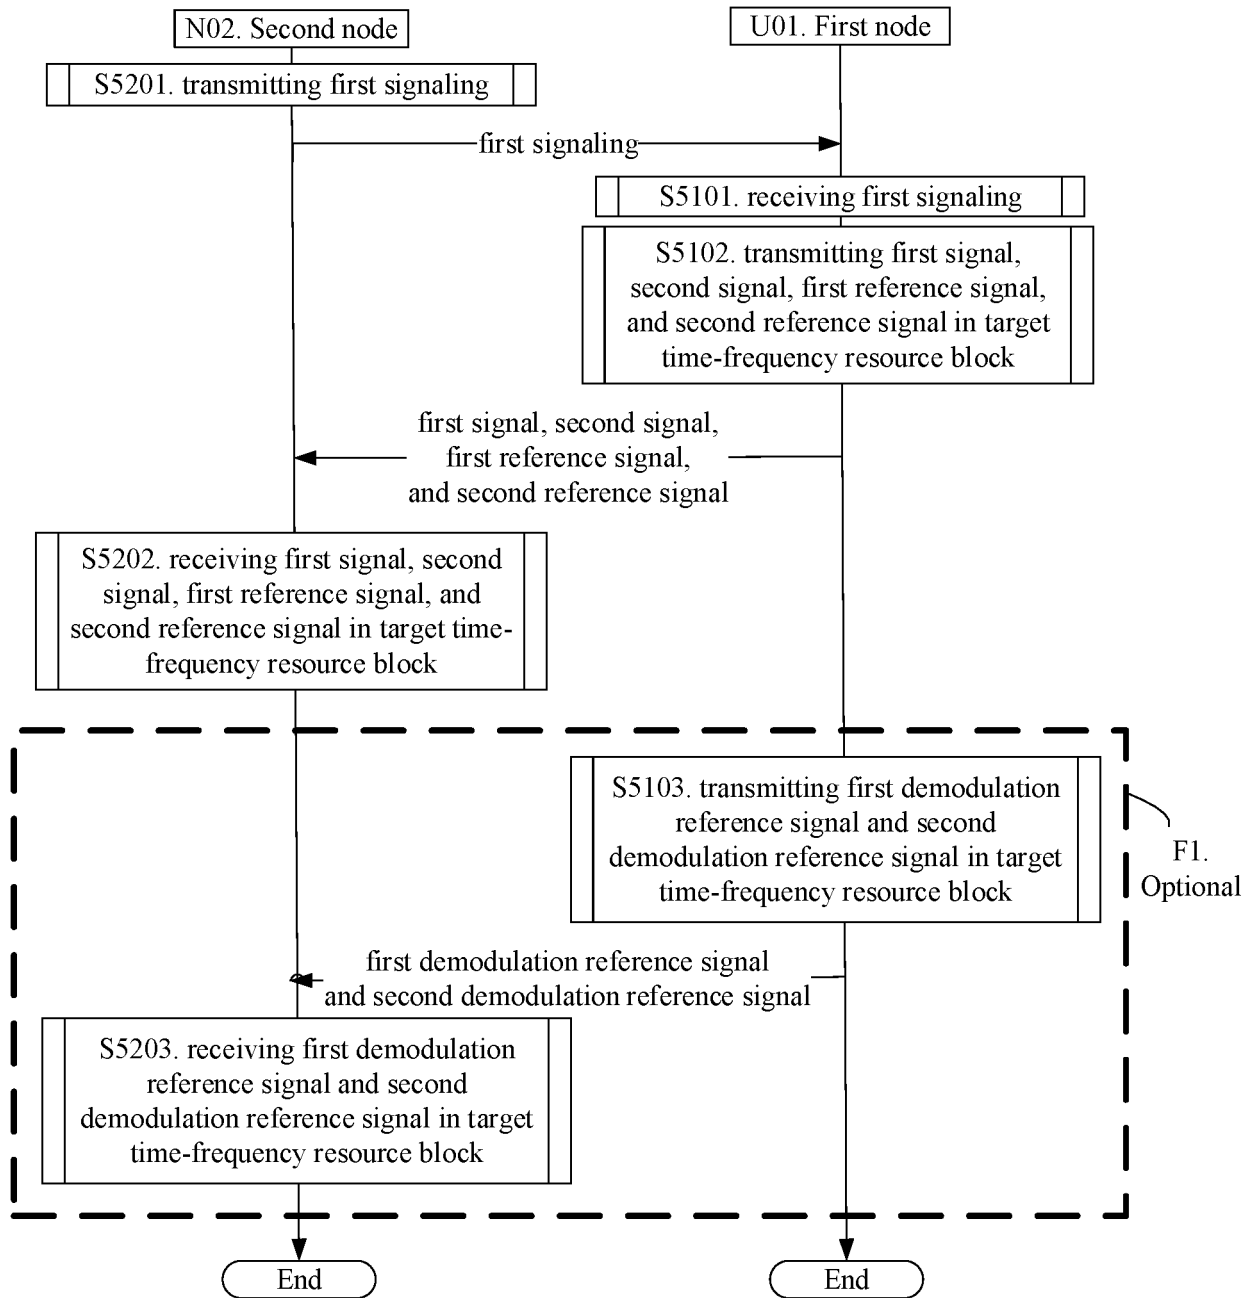 N02. Second node
U01. First node
S5201. transmitting first signaling
first signaling
S5101. receiving first signaling
S5102. transmitting first signal,
second signal, first reference signal,
and second reference signal in target
time-frequency resource block
first signal, second signal,
first reference signal,
and second reference signal
S5202. receiving first signal, second
signal, first reference signal, and
second reference signal in target time-
frequency resource block
S5103. transmitting first demodulation
reference signal and second
demodulation reference signal in target
time-frequency resource block
F1.
Optional
first demodulation reference signal
and second demodulation reference signal
S5203. receiving first demodulation
reference signal and second
demodulation reference signal in target
time-frequency resource block
End
End